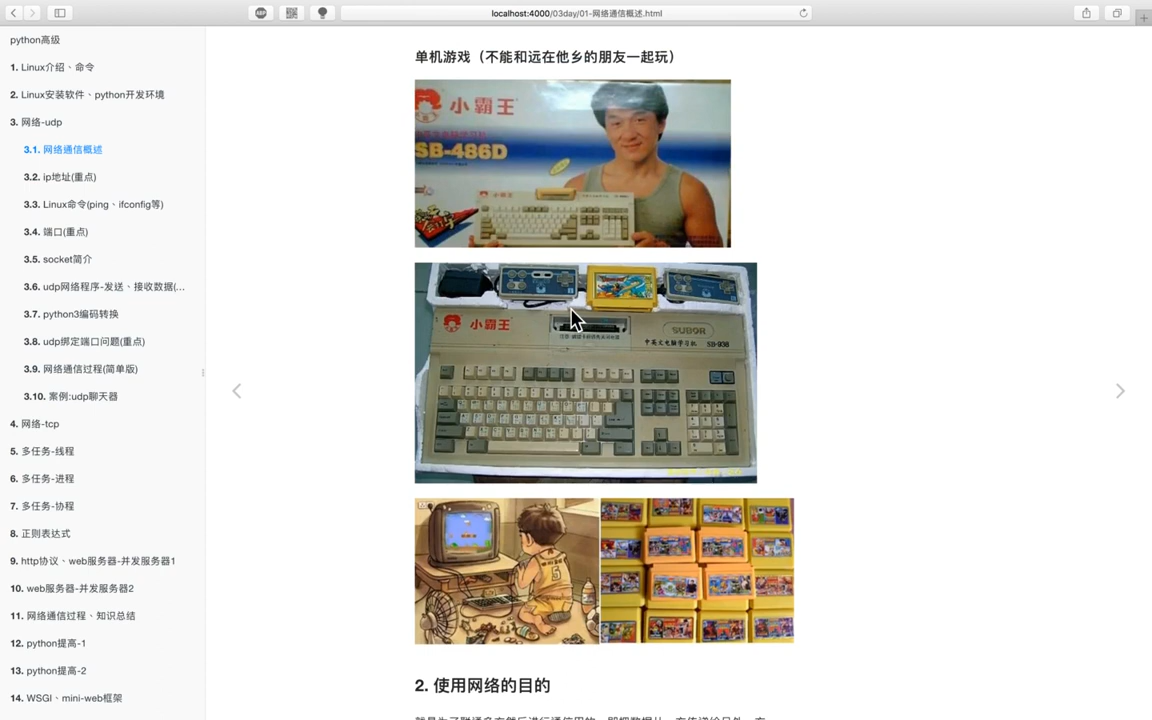 localhost:4000/03day/01-网络通信概述.html
ABP
python高级
1. Linux介绍、命令
2. Linux安装软件、python开发环境
3. 网络-udp
3.1. 网络通信概述
3.2. ip地址(重点)
3.3. Linux命令(ping、ifconfig等)
3.4. 端口(重点)
3.5. socket简介
3.6. udp网络程序-发送、接收数据(...
3.7. python3编码转换
3.8. udp绑定端口问题(重点)
3.9. 网络通信过程(简单版)
3.10. 案例:udp聊天器
4. 网络-tcp
5. 多任务-线程
6. 多任务-进程
7. 多任务-协程
8. 正则表达式
9. http协议、web服务器-并发服务器1
10. web服务器-并发服务器2
11. 网络通信过程、知识总结
12. python提高-1
13. python提高-2
14. WSGI、mini-web框架
单机游戏（不能和远在他乡的朋友一起玩）
小霸王
SB-486D
小霸王
小霸王
SUBOR
中英文电脑学习机 SB-938
5
2. 使用网络的目的